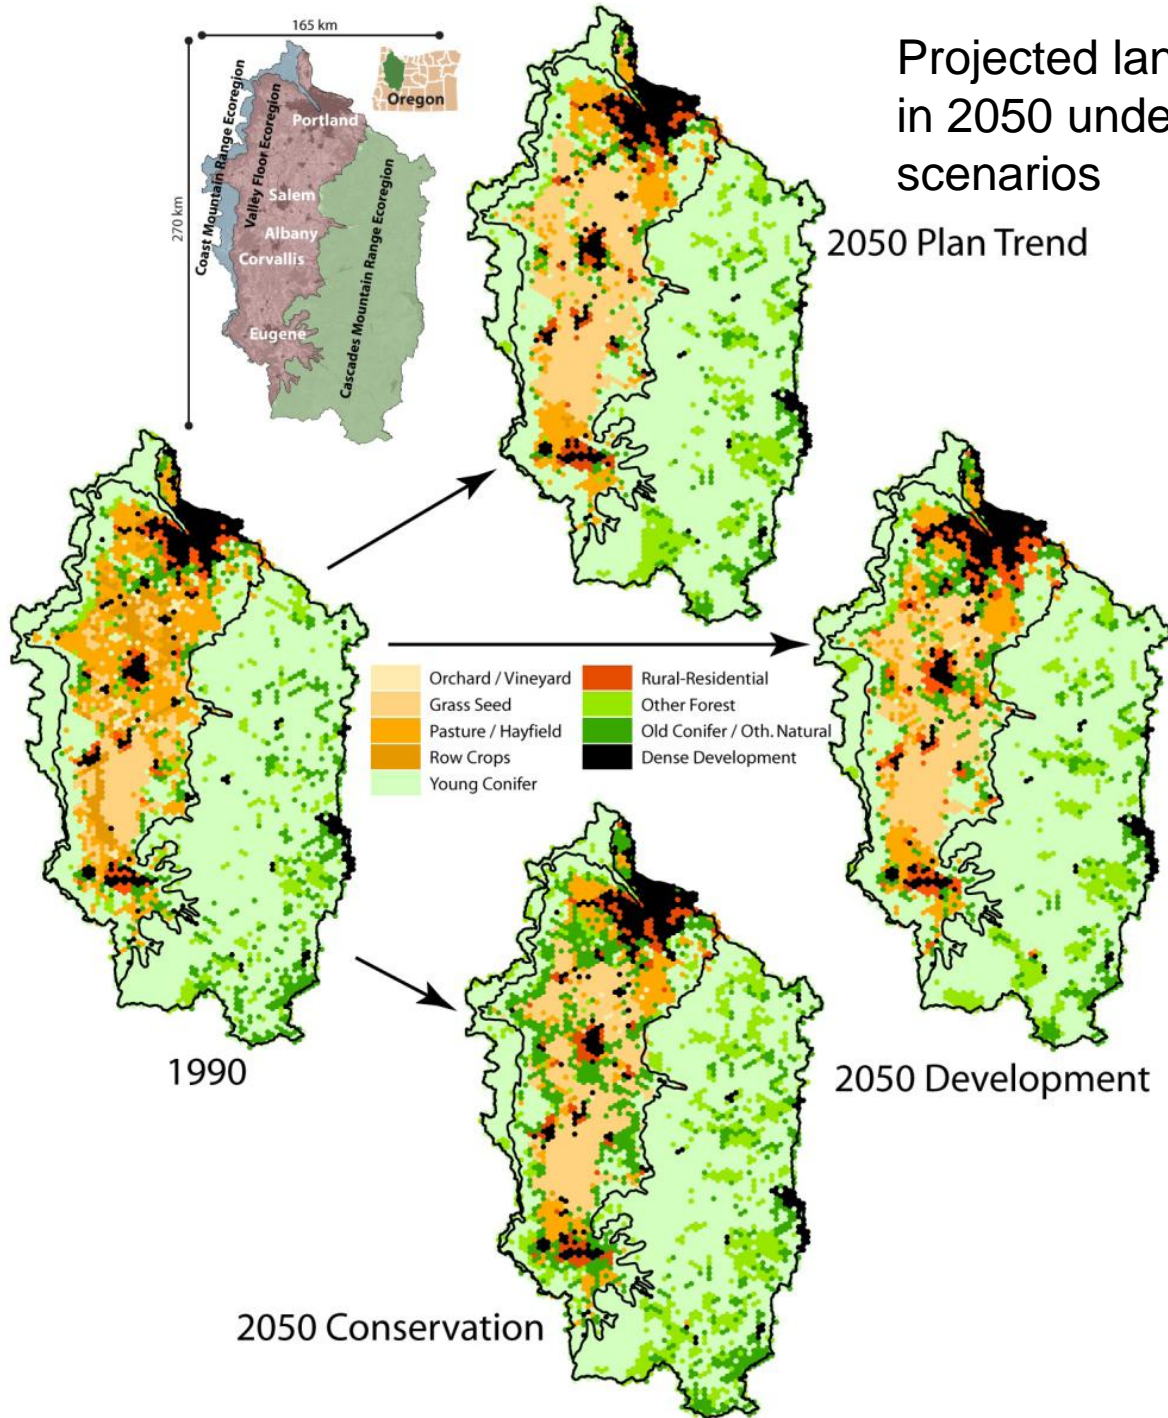 165 km
270 km
Coast Mountain Range Ecoregion
Valley Floor Ecoregion
Cascades Mountain Range Ecoregion
Portland
Salem
Albany
Corvallis
Eugene
Oregon
Projected
in 2050
scenarios
2050 Plan Trend
Orchard / Vineyard
Grass Seed
Pasture / Hayfield
Row Crops
Young Conifer
Rural-Residential
Other Forest
Old Conifer / Oth. Natural
Dense Development
1990
2050 Development
2050 Conservation